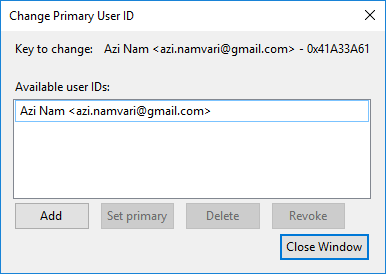 Change Primary User ID
Key to change: Azi Nam <azi.namvari@gmail.com> - 0x41A33A61
Available user IDs:
Azi Nam <azi.namvari@gmail.com>
Add Set primary Delete Revoke
Close Window